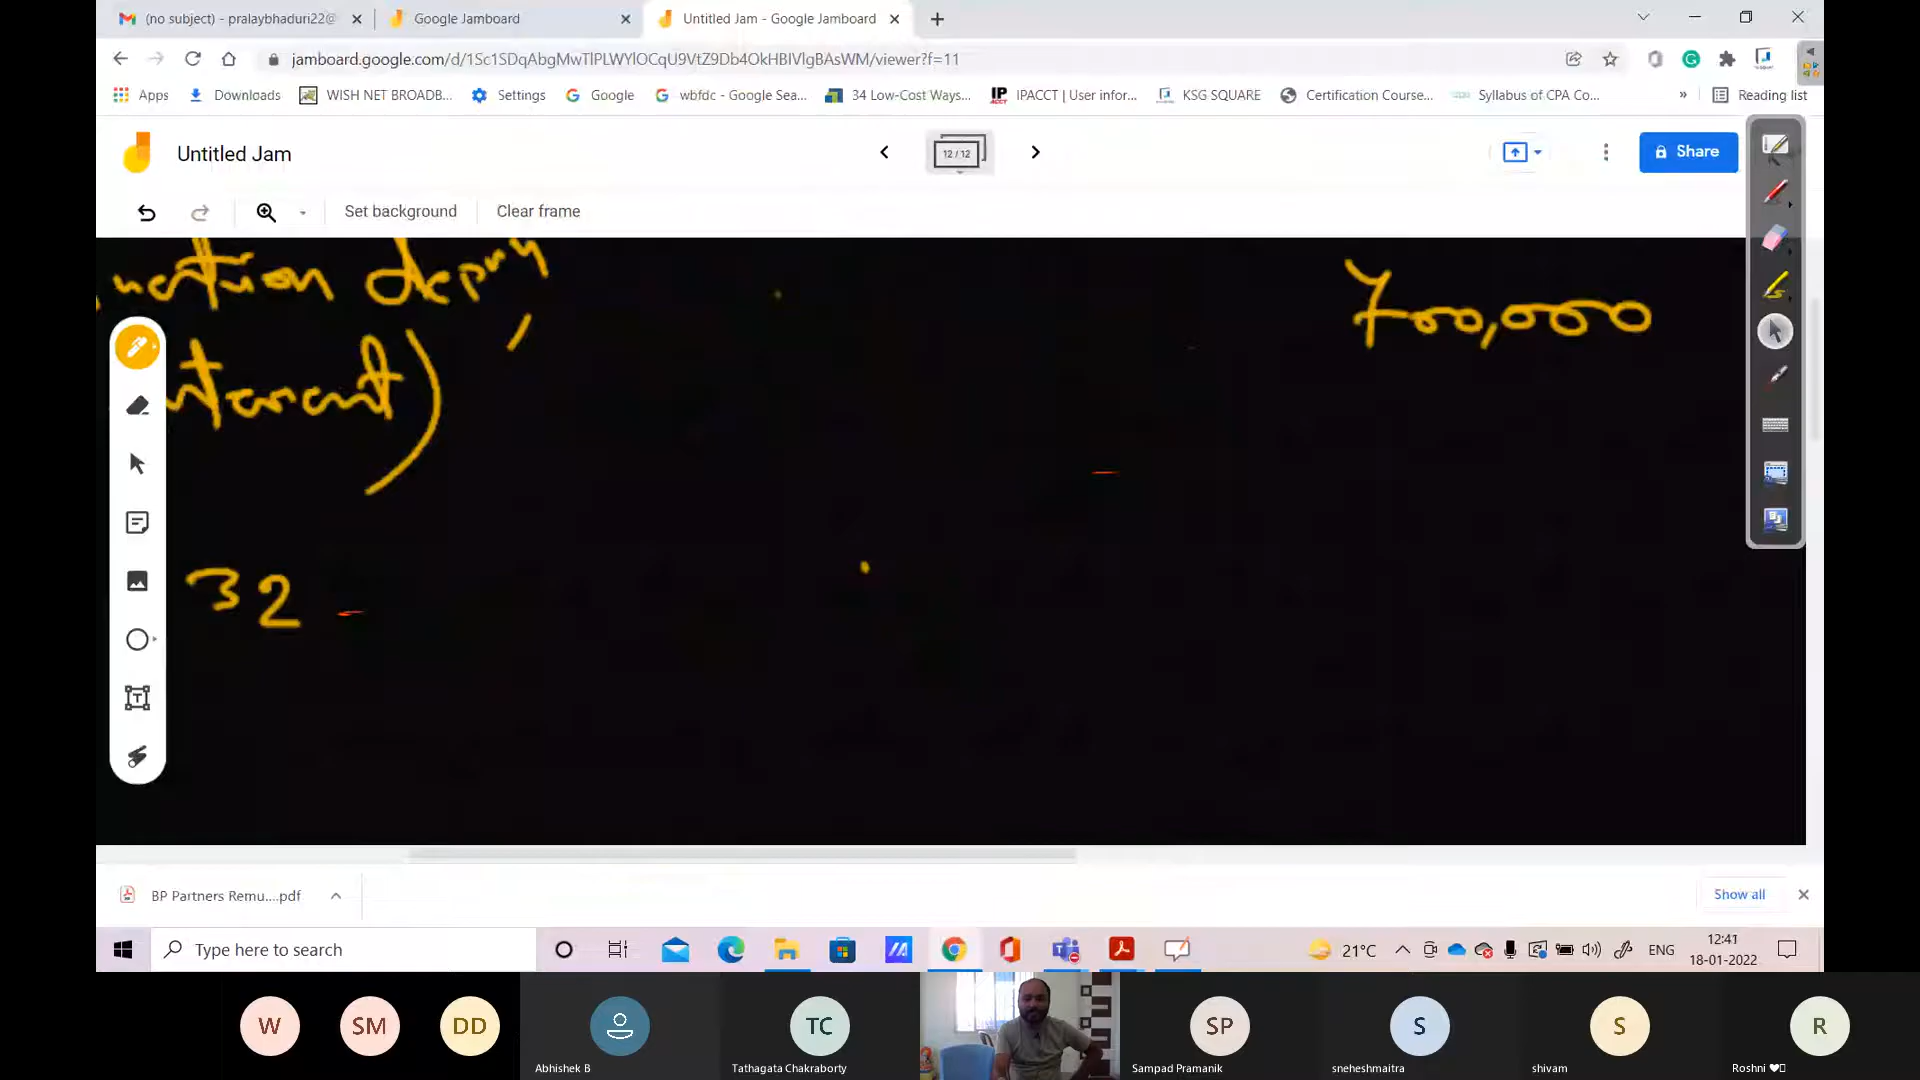 (no subject) - pralaybhaduri22@
Google Jamboard
Untitled Jam - Google Jamboard
jamboard.google.com/d/1Sc1SDqAbgMwTlPLWYlOCqU9VtZ9Db4OkHBIVlgBAsWM/viewer?f=11
Apps
Downloads
WISH NET BROADB...
Settings
Google
wbfdc - Google Sea...
34 Low-Cost Ways...
IPACCT | User infor...
KSG SQUARE
Certification Course...
Syllabus of CPA Co...
»
Reading list
Untitled Jam
12 / 12
Share
Set background
Clear frame
700,000
32 -
BP Partners Remu....pdf
Show all
Type here to search
21°C
ENG
12:41
18-01-2022
W
SM
DD
TC
SP
S
S
R
Abhishek B
Tathagata Chakraborty
Sampad Pramanik
sneheshmaitra
shivam
Roshni